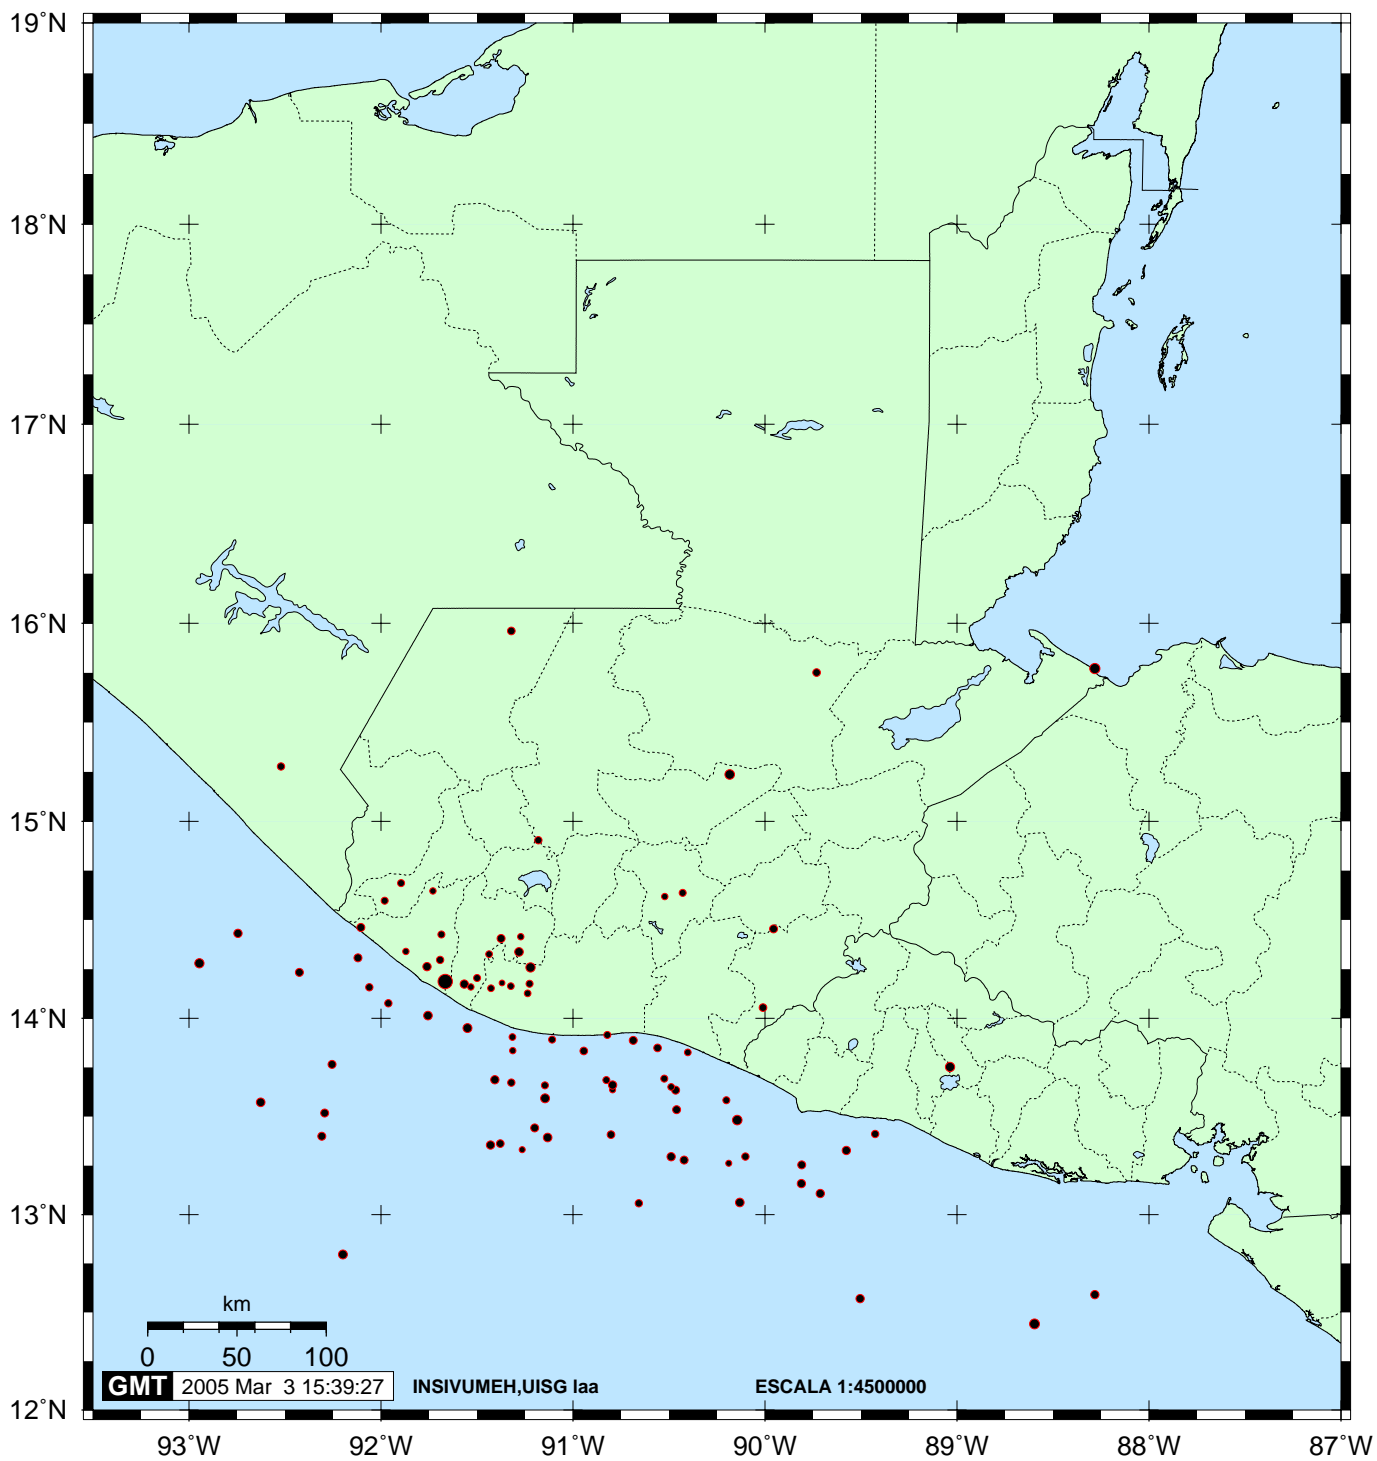 19°N
18°N
17°N
16°N
15°N
14°N
13°N
12°N
km
0 50 100
GMT 2005 Mar 3 15:39:27 INSIVUMEH,UISG laa ESCALA 1:4500000
93°W 92°W 91°W 90°W 89°W 88°W 87°W